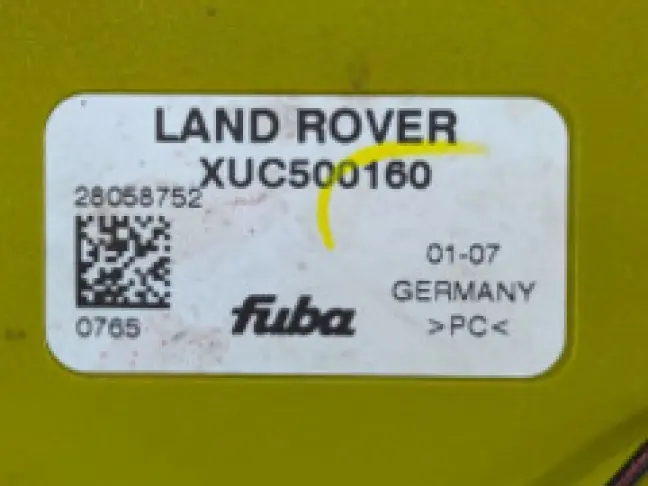 LAND ROVER
XUC500160
28058752
01-07
GERMANY
0765
fuba
>PC<